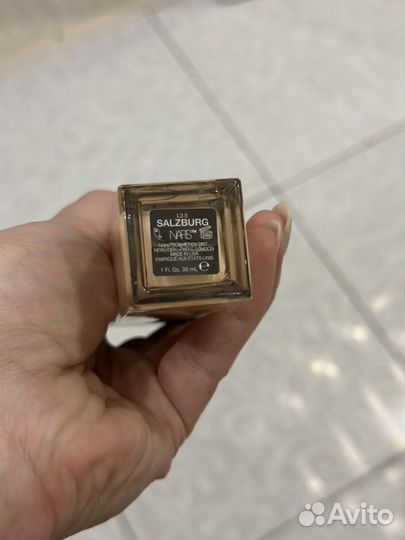 L3.5
SALZBURG
NARS™
NARS COSMETICS DIST.
NEW YORK • PARIS LONDON
MADE IN USA
FABRIQUÉ AUX ÉTATS-UNIS
1 Fl. Oz. 30 mL e
Avito